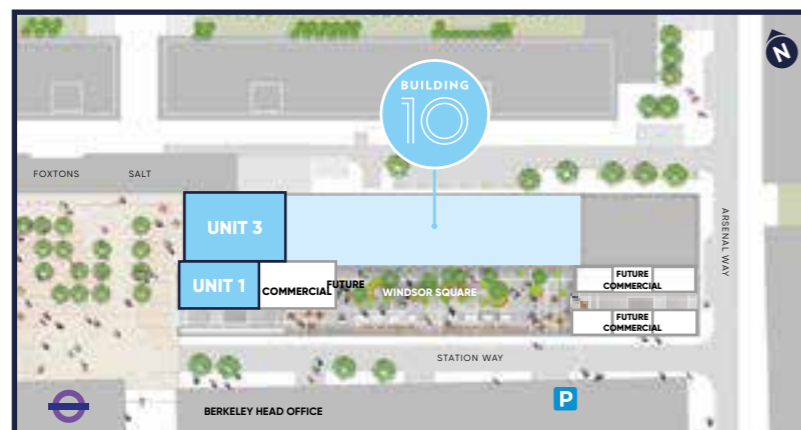 BUILDING
10
N
FOXTONS
SALT
UNIT 3
ARSENAL WAY
UNIT 1
COMMERCIAL
FUTURE
WINDSOR SQUARE
FUTURE
COMMERCIAL
FUTURE
COMMERCIAL
STATION WAY
P
BERKELEY HEAD OFFICE